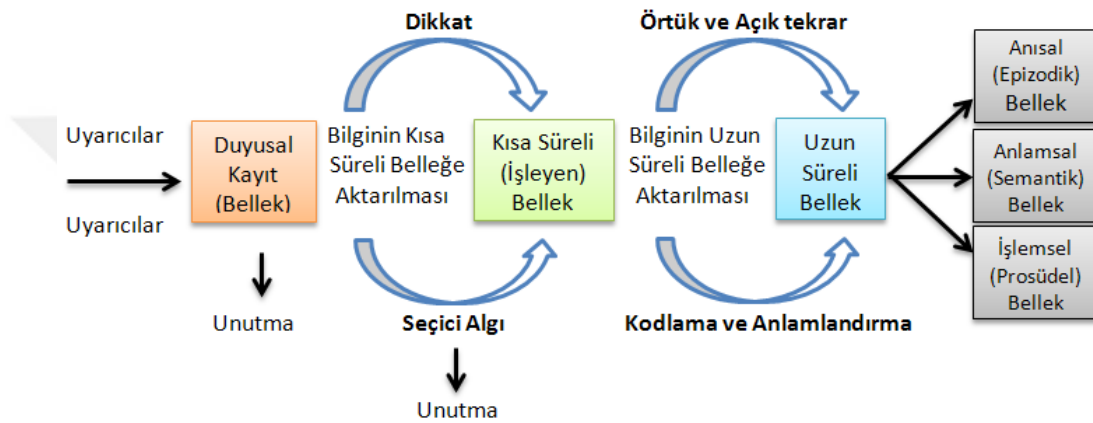 Dikkat
Örtük ve Açık tekrar
Uyarıcılar
Uyarıcılar
Duyusal
Kayıt
(Bellek)
Unutma
Bilginin Kısa
Süreli Belleğe
Aktarılması
Seçici Algı
Unutma
Kısa Süreli
(İşleyen)
Bellek
Bilginin Uzun
Süreli Belleğe
Aktarılması
Kodlama ve Anlamlandırma
Uzun
Süreli
Bellek
Anısal
(Epizodik)
Bellek
Anlamsal
(Semantik)
Bellek
İşlemsel
(Prosüdel)
Bellek